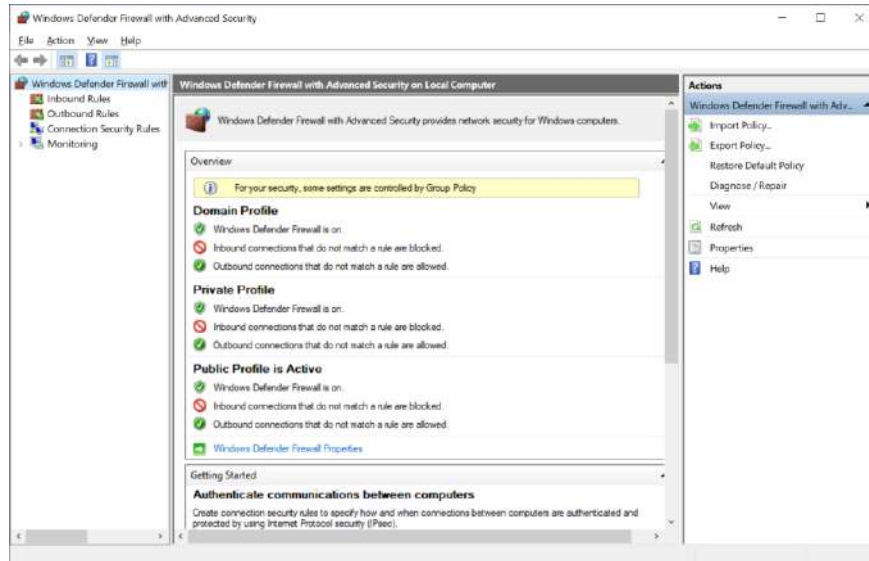 Windows Defender Firewall with Advanced Security
File Action View Help
Windows Defender Firewall with
Inbound Rules
Outbound Rules
Connection Security Rules
Monitoring
Windows Defender Firewall with Advanced Security on Local Computer
Windows Defender Firewall with Advanced Security provides network security for Windows computers.
Overview
For your security, some settings are controlled by Group Policy
Domain Profile
Windows Defender Firewall is on.
Inbound connections that do not match a rule are blocked.
Outbound connections that do not match a rule are allowed.
Private Profile
Windows Defender Firewall is on.
Inbound connections that do not match a rule are blocked.
Outbound connections that do not match a rule are allowed.
Public Profile is Active
Windows Defender Firewall is on.
Inbound connections that do not match a rule are blocked.
Outbound connections that do not match a rule are allowed.
Windows Defender Firewall Properties
Getting Started
Authenticate communications between computers
Create connection security rules to specify how and when connections between computers are authenticated and
protected by using Internet Protocol security (IPsec).
Actions
Windows Defender Firewall with Adv...
Import Policy...
Export Policy...
Restore Default Policy
Diagnose / Repair
View
Refresh
Properties
Help